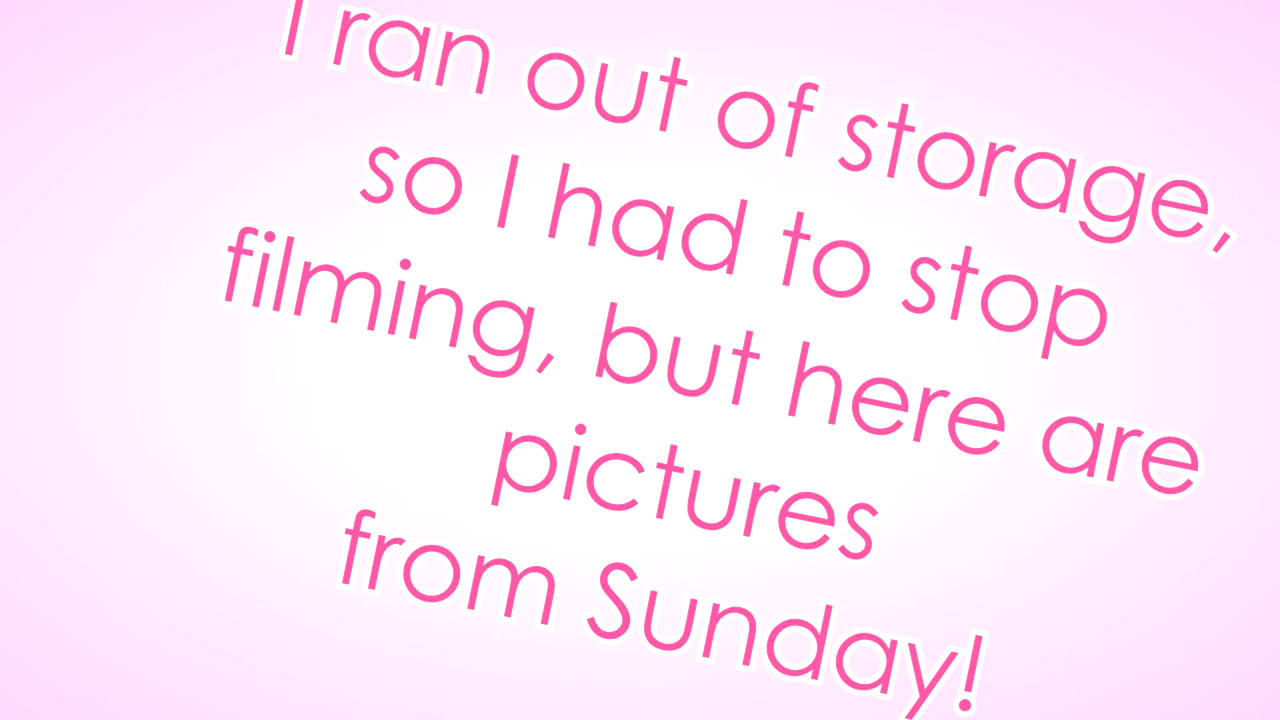 I ran out of storage,
so I had to stop
filming, but here are
pictures
from Sunday!